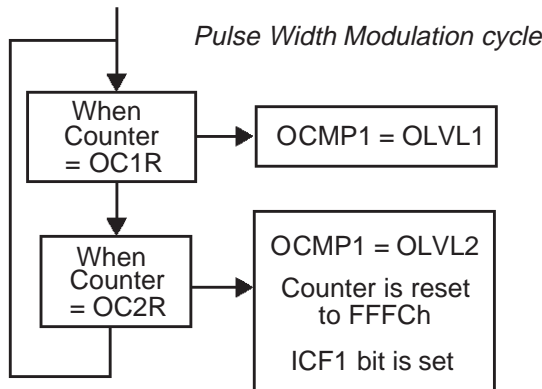 Pulse Width Modulation cycle
When
Counter
= OC1R
OCMP1 = OLVL1
When
Counter
= OC2R
OCMP1 = OLVL2
Counter is reset
to FFFCh
ICF1 bit is set